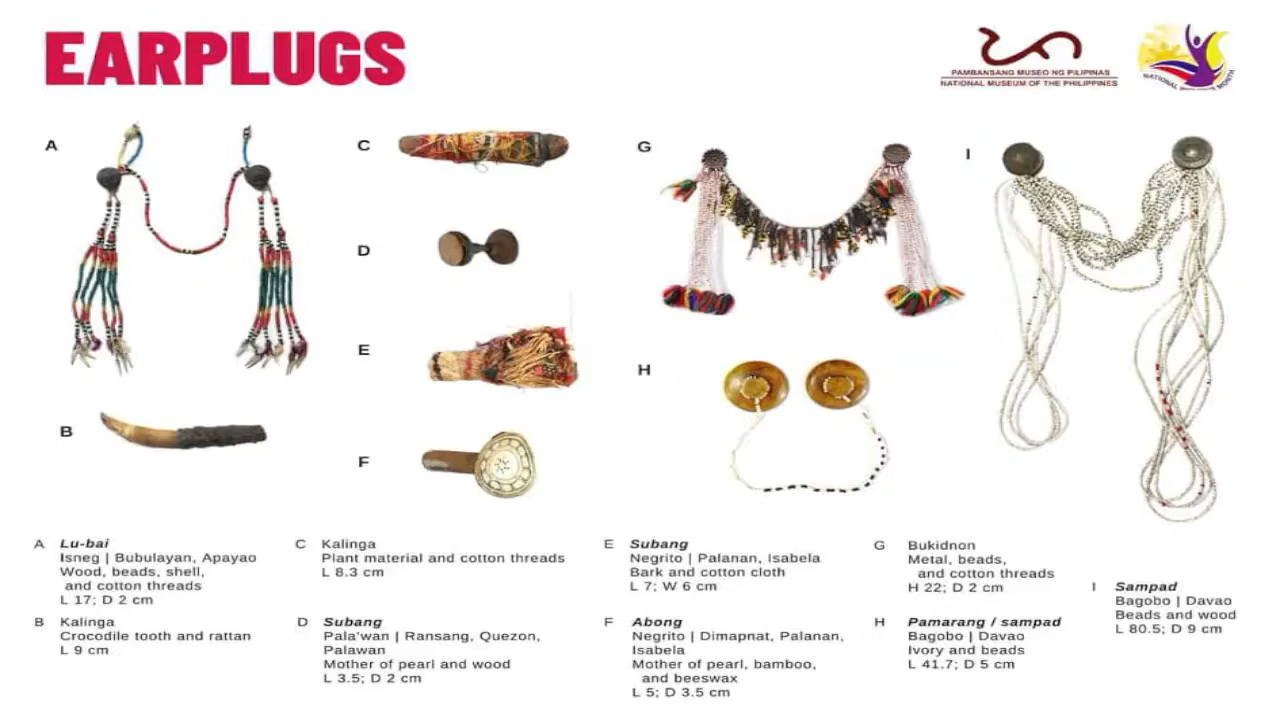 EARPLUGS
PAMBANSANG MUSEO NG PILIPINAS
NATIONAL MUSEUM OF THE PHILIPPINES
NATIONAL MONTH
A
B
C
D
E
F
G
H
I
A Lu-bai
Isneg | Bubulayan, Apayao
Wood, beads, shell,
and cotton threads
L 17; D 2 cm
B Kalinga
Crocodile tooth and rattan
L 9 cm
C Kalinga
Plant material and cotton threads
L 8.3 cm
D Subang
Pala'wan | Ransang, Quezon,
Palawan
Mother of pearl and wood
L 3.5; D 2 cm
E Subang
Negrito | Palanan, Isabela
Bark and cotton cloth
L 7; W 6 cm
F Abong
Negrito | Dimapnat, Palanan,
Isabela
Mother of pearl, bamboo,
and beeswax
L 5; D 3.5 cm
G Bukidnon
Metal, beads,
and cotton threads
H 22; D 2 cm
H Pamarang / sampad
Bagobo | Davao
Ivory and beads
L 41.7; D 5 cm
I Sampad
Bagobo | Davao
Beads and wood
L 80.5; D 9 cm